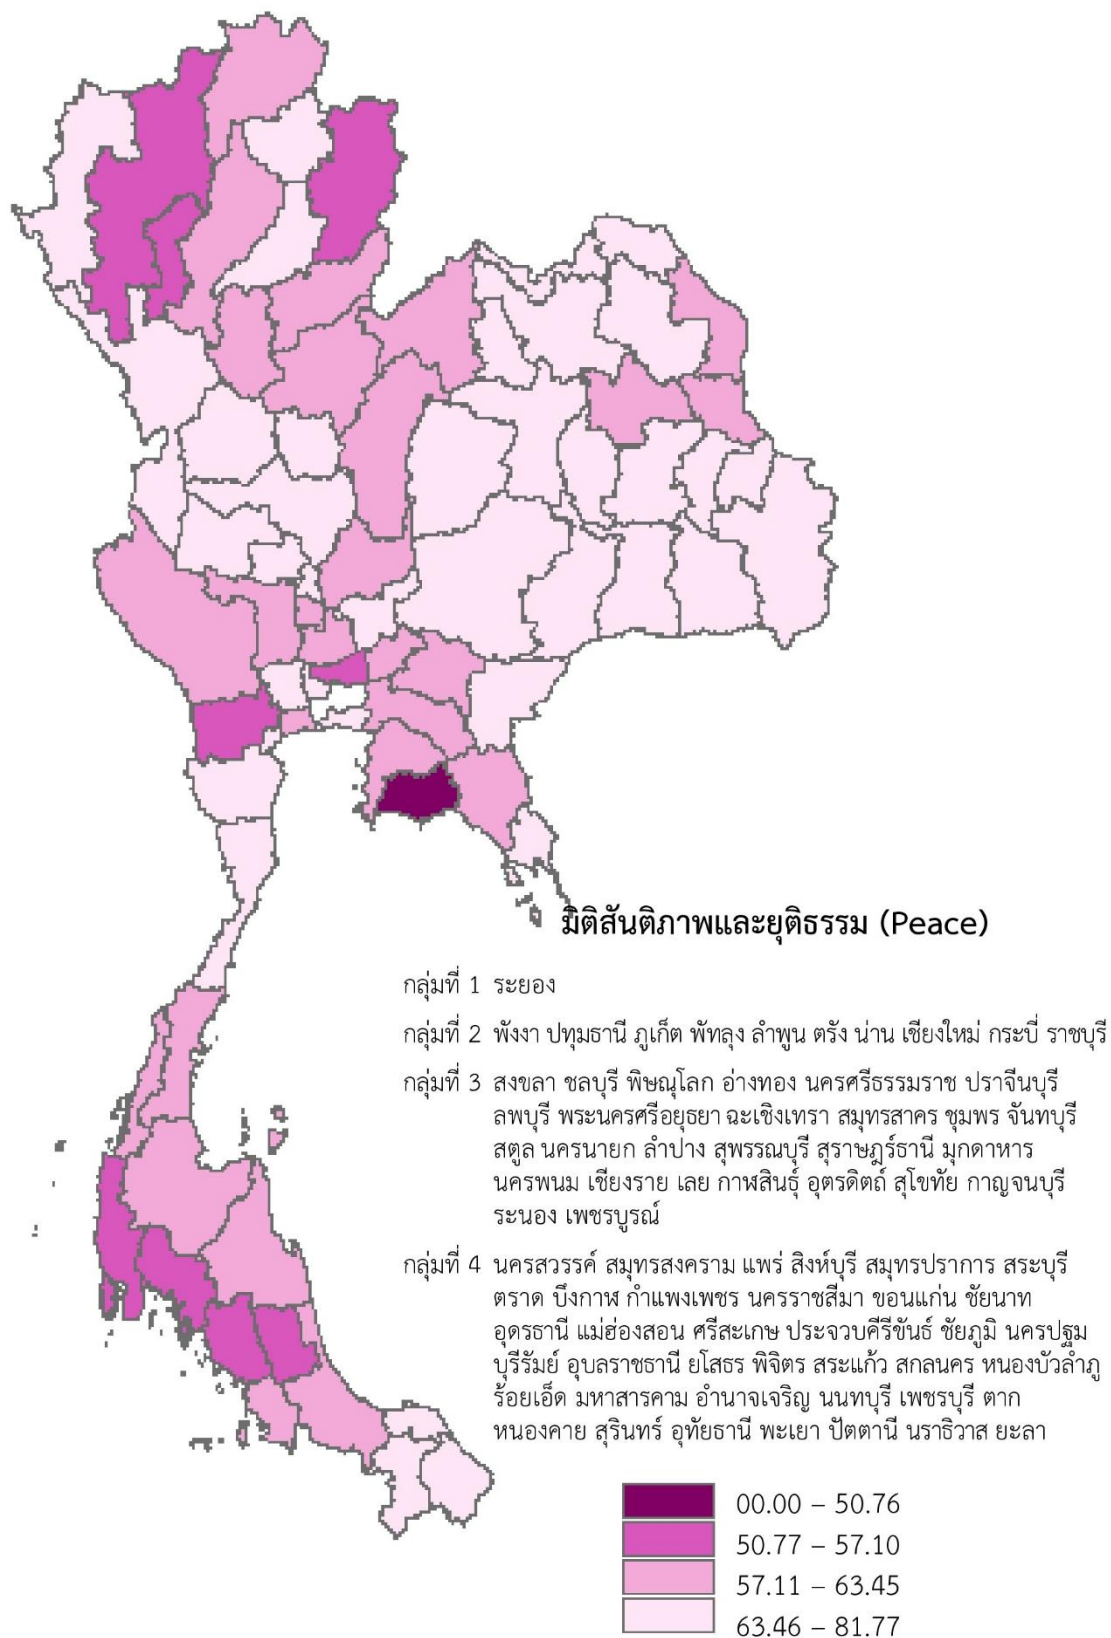 มิติสันติภาพและยุติธรรม (Peace)
กลุ่มที่ 1 ระยอง
กลุ่มที่ 2 พังงา ปทุมธานี ภูเก็ต พัทลุง ลำพูน ตรัง น่าน เชียงใหม่ กระบี่ ราชบุรี
กลุ่มที่ 3 สงขลา ชลบุรี พิษณุโลก อ่างทอง นครศรีธรรมราช ปราจีนบุรี
ลพบุรี พระนครศรีอยุธยา ฉะเชิงเทรา สมุทรสาคร ชุมพร จันทบุรี
สตูล นครนายก ลำปาง สุพรรณบุรี สุราษฎร์ธานี มุกดาหาร
นครพนม เชียงราย เลย กาฬสินธุ์ อุตรดิตถ์ สุโขทัย กาญจนบุรี
ระนอง เพชรบูรณ์
กลุ่มที่ 4 นครสวรรค์ สมุทรสงคราม แพร่ สิงห์บุรี สมุทรปราการ สระบุรี
ตราด บึงกาฬ กำแพงเพชร นครราชสีมา ขอนแก่น ชัยนาท
อุดรธานี แม่ฮ่องสอน ศรีสะเกษ ประจวบคีรีขันธ์ ชัยภูมิ นครปฐม
บุรีรัมย์ อุบลราชธานี ยโสธร พิจิตร สระแก้ว สกลนคร หนองบัวลำภู
ร้อยเอ็ด มหาสารคาม อำนาจเจริญ นนทบุรี เพชรบุรี ตาก
หนองคาย สุรินทร์ อุทัยธานี พะเยา ปัตตานี นราธิวาส ยะลา
00.00 – 50.76
50.77 – 57.10
57.11 – 63.45
63.46 – 81.77